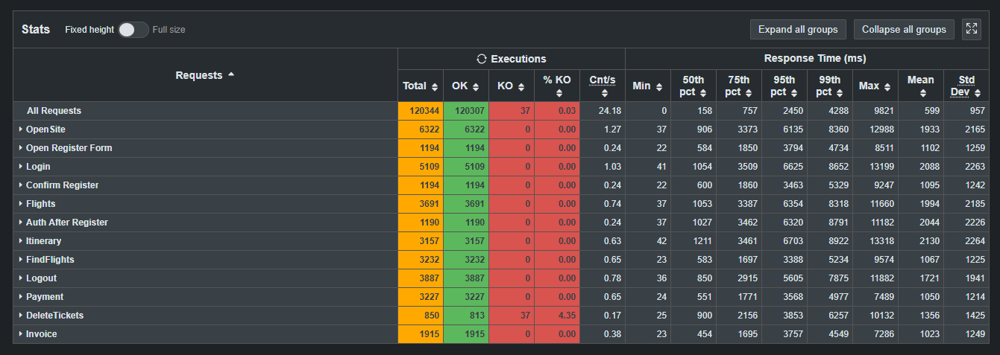 Stats Fixed height Full size Expand all groups Collapse all groups
Requests Executions Response Time (ms)
Total OK KO % KO Cnt/s Min 50th pct 75th pct 95th pct 99th pct Max Mean Std Dev
All Requests 120344 120307 37 0.03 24.18 0 158 757 2450 4288 9821 599 957
OpenSite 6322 6322 0 0.00 1.27 37 906 3373 6135 8360 12988 1933 2165
Open Register Form 1194 1194 0 0.00 0.24 22 584 1850 3794 4734 8511 1102 1259
Login 5109 5109 0 0.00 1.03 41 1054 3509 6625 8652 13199 2088 2263
Confirm Register 1194 1194 0 0.00 0.24 22 600 1860 3463 5329 9247 1095 1242
Flights 3691 3691 0 0.00 0.74 37 1053 3387 6354 8318 11660 1994 2185
Auth After Register 1190 1190 0 0.00 0.24 37 1027 3462 6320 8791 11182 2044 2226
Itinerary 3157 3157 0 0.00 0.63 42 1211 3461 6703 8922 13318 2130 2264
FindFlights 3232 3232 0 0.00 0.65 23 583 1697 3388 5234 9574 1067 1225
Logout 3887 3887 0 0.00 0.78 36 850 2915 5605 7875 11882 1721 1941
Payment 3227 3227 0 0.00 0.65 24 551 1771 3568 4977 7489 1050 1214
DeleteTickets 850 813 37 4.35 0.17 25 900 2156 3853 6257 10132 1356 1425
Invoice 1915 1915 0 0.00 0.38 23 454 1695 3757 4549 7286 1023 1249